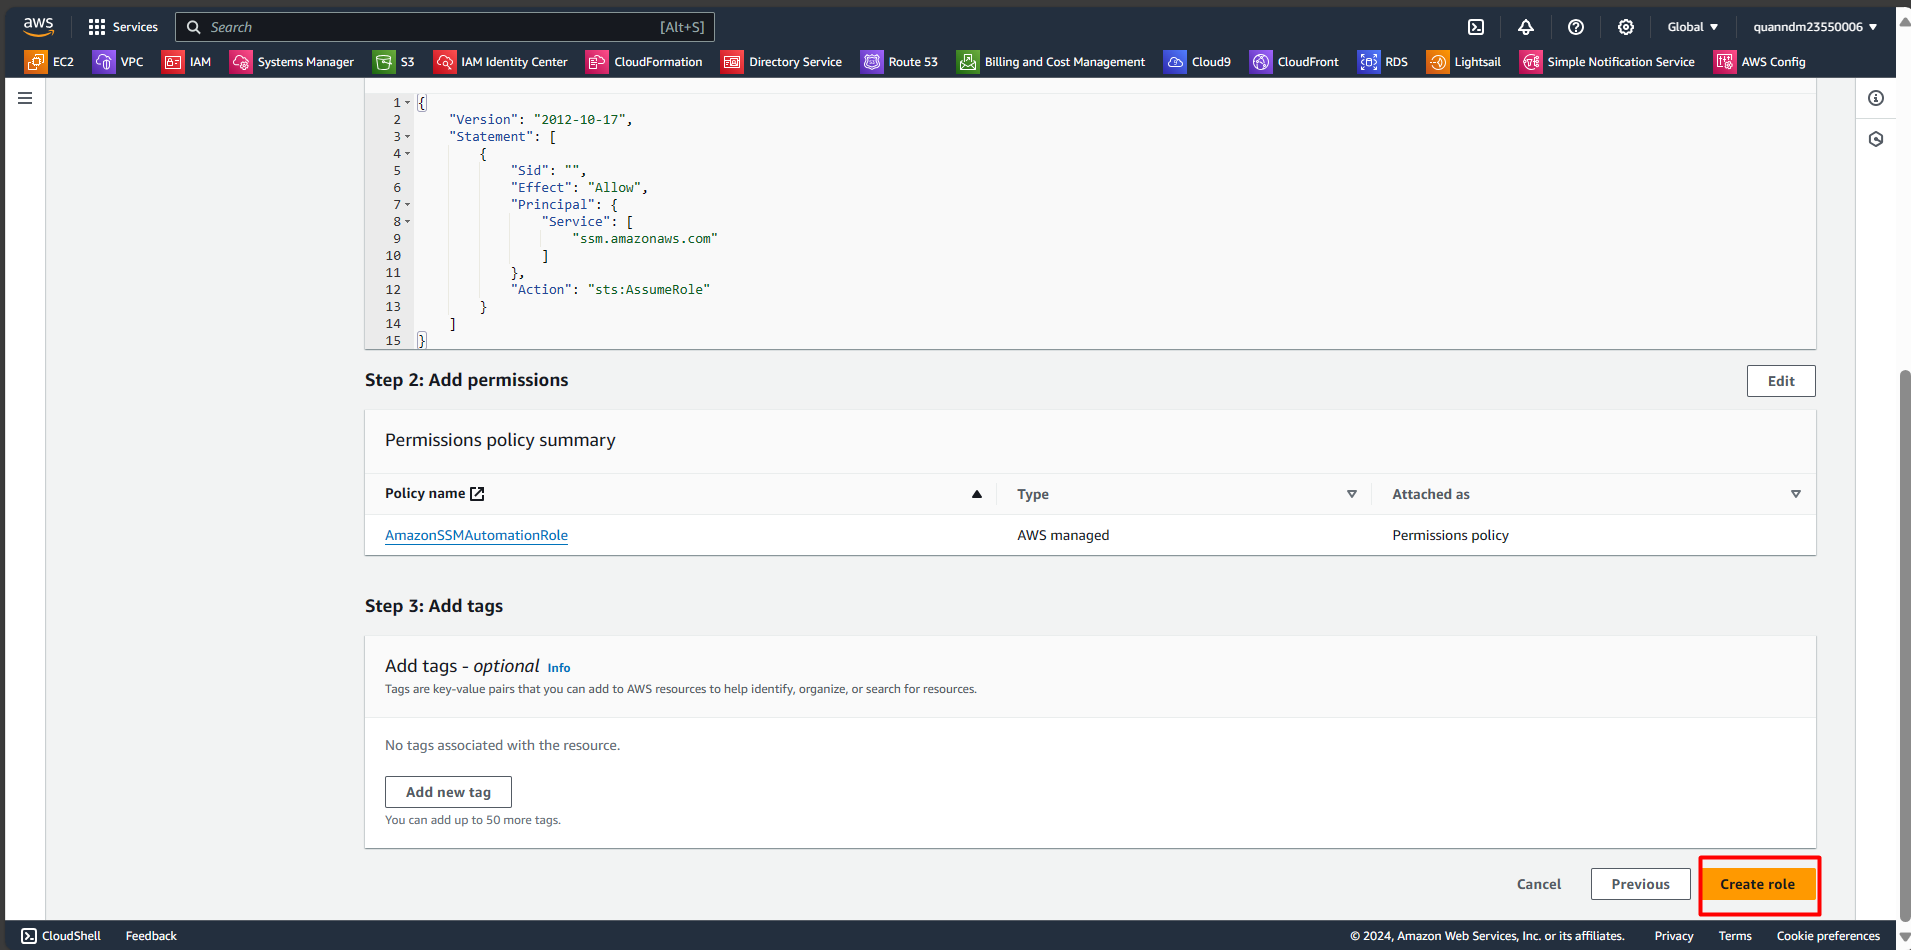 aws
Services
Search [Alt+S]
Global
quanndm23550006
EC2 VPC IAM Systems Manager S3 IAM Identity Center CloudFormation Directory Service Route 53 Billing and Cost Management Cloud9 CloudFront RDS Lightsail Simple Notification Service AWS Config
1 {
2 "Version": "2012-10-17",
3 "Statement": [
4 {
5 "Sid": "",
6 "Effect": "Allow",
7 "Principal": {
8 "Service": [
9 "ssm.amazonaws.com"
10 ]
11 },
12 "Action": "sts:AssumeRole"
13 }
14 ]
15 }
Step 2: Add permissions
Edit
Permissions policy summary
Policy name Type Attached as
AmazonSSMAutomationRole AWS managed Permissions policy
Step 3: Add tags
Add tags - optional Info
Tags are key-value pairs that you can add to AWS resources to help identify, organize, or search for resources.
No tags associated with the resource.
Add new tag
You can add up to 50 more tags.
Cancel Previous Create role
CloudShell Feedback © 2024, Amazon Web Services, Inc. or its affiliates. Privacy Terms Cookie preferences